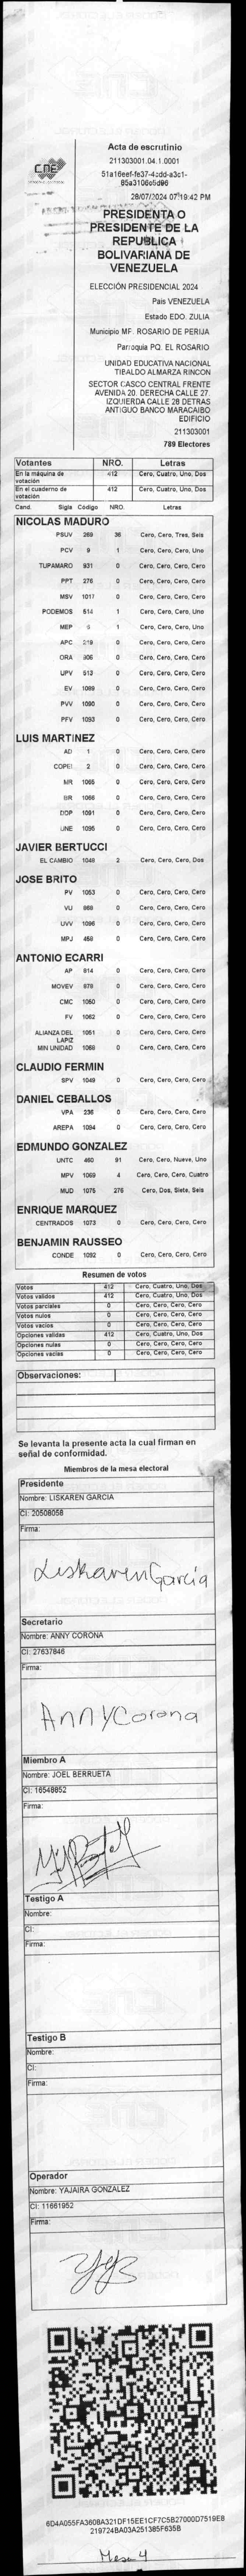 CNE
Acta de escrutinio
211303001.04.1.0001
51a16eef-fe37-4cdd-a3c1-
85a3106c5d96
28/07/2024 07:19:42 PM
PRESIDENTA O
PRESIDENTE DE LA
REPUBLICA
BOLIVARIANA DE
VENEZUELA
ELECCIÓN PRESIDENCIAL 2024
Pais VENEZUELA
Estado EDO. ZULIA
Municipio MP. ROSARIO DE PERIJA
Parroquia PQ. EL ROSARIO
UNIDAD EDUCATIVA NACIONAL
TIBALDO ALMARZA RINCON
SECTOR CASCO CENTRAL FRENTE
AVENIDA 20. DERECHA CALLE 27.
IZQUIERDA CALLE 28 DETRAS
ANTIGUO BANCO MARACAIBO
EDIFICIO
211303001
789 Electores
Votantes NRO. Letras
En la máquina de votación 412 Cero, Cuatro, Uno, Dos
En el cuaderno de votación 412 Cero, Cuatro, Uno, Dos
Cand. Sigla Código NRO. Letras
NICOLAS MADURO
PSUV 269 36 Cero, Cero, Tres, Seis
PCV 9 1 Cero, Cero, Cero, Uno
TUPAMARO 931 0 Cero, Cero, Cero, Cero
PPT 276 0 Cero, Cero, Cero, Cero
MSV 1017 0 Cero, Cero, Cero, Cero
PODEMOS 514 1 Cero, Cero, Cero, Uno
MEP 6 1 Cero, Cero, Cero, Uno
APC 219 0 Cero, Cero, Cero, Cero
ORA 906 0 Cero, Cero, Cero, Cero
UPV 513 0 Cero, Cero, Cero, Cero
EV 1089 0 Cero, Cero, Cero, Cero
PVV 1090 0 Cero, Cero, Cero, Cero
PFV 1093 0 Cero, Cero, Cero, Cero
LUIS MARTINEZ
AD 1 0 Cero, Cero, Cero, Cero
COPEI 2 0 Cero, Cero, Cero, Cero
MR 1065 0 Cero, Cero, Cero, Cero
BR 1066 0 Cero, Cero, Cero, Cero
DDP 1091 0 Cero, Cero, Cero, Cero
UNE 1095 0 Cero, Cero, Cero, Cero
JAVIER BERTUCCI
EL CAMBIO 1048 2 Cero, Cero, Cero, Dos
JOSE BRITO
PV 1053 0 Cero, Cero, Cero, Cero
VU 868 0 Cero, Cero, Cero, Cero
UVV 1096 0 Cero, Cero, Cero, Cero
MPJ 458 0 Cero, Cero, Cero, Cero
ANTONIO ECARRI
AP 814 0 Cero, Cero, Cero, Cero
MOVEV 978 0 Cero, Cero, Cero, Cero
CMC 1050 0 Cero, Cero, Cero, Cero
FV 1062 0 Cero, Cero, Cero, Cero
ALIANZA DEL LAPIZ 1051 0 Cero, Cero, Cero, Cero
MIN UNIDAD 1068 0 Cero, Cero, Cero, Cero
CLAUDIO FERMIN
SPV 1049 0 Cero, Cero, Cero, Cero
DANIEL CEBALLOS
VPA 236 0 Cero, Cero, Cero, Cero
AREPA 1094 0 Cero, Cero, Cero, Cero
EDMUNDO GONZALEZ
UNTC 460 91 Cero, Cero, Nueve, Uno
MPV 1069 4 Cero, Cero, Cero, Cuatro
MUD 1075 276 Cero, Dos, Siete, Seis
ENRIQUE MARQUEZ
CENTRADOS 1073 0 Cero, Cero, Cero, Cero
BENJAMIN RAUSSEO
CONDE 1092 0 Cero, Cero, Cero, Cero
Resumen de votos
Votos 412 Cero, Cuatro, Uno, Dos
Votos validos 412 Cero, Cuatro, Uno, Dos
Votos parciales 0 Cero, Cero, Cero, Cero
Votos nulos 0 Cero, Cero, Cero, Cero
Votos vacios 0 Cero, Cero, Cero, Cero
Opciones validas 412 Cero, Cuatro, Uno, Dos
Opciones nulas 0 Cero, Cero, Cero, Cero
Opciones vacias 0 Cero, Cero, Cero, Cero
Observaciones:
Se levanta la presente acta la cual firman en
señal de conformidad.
Miembros de la mesa electoral
Presidente
Nombre: LISKAREN GARCIA
CI: 20508058
Firma:
Liskaren García
Secretario
Nombre: ANNY CORONA
CI: 27637846
Firma:
Anny Corona
Miembro A
Nombre: JOEL BERRUETA
CI: 16548852
Firma:
Testigo A
Nombre:
CI:
Firma:
Testigo B
Nombre:
CI:
Firma:
Operador
Nombre: YAJAIRA GONZALEZ
CI: 11661952
Firma:
6D4A055FA3608A321DF15EE1CF7C5B27000D7519E8
219724BA03A251385F635B
Mesa 4